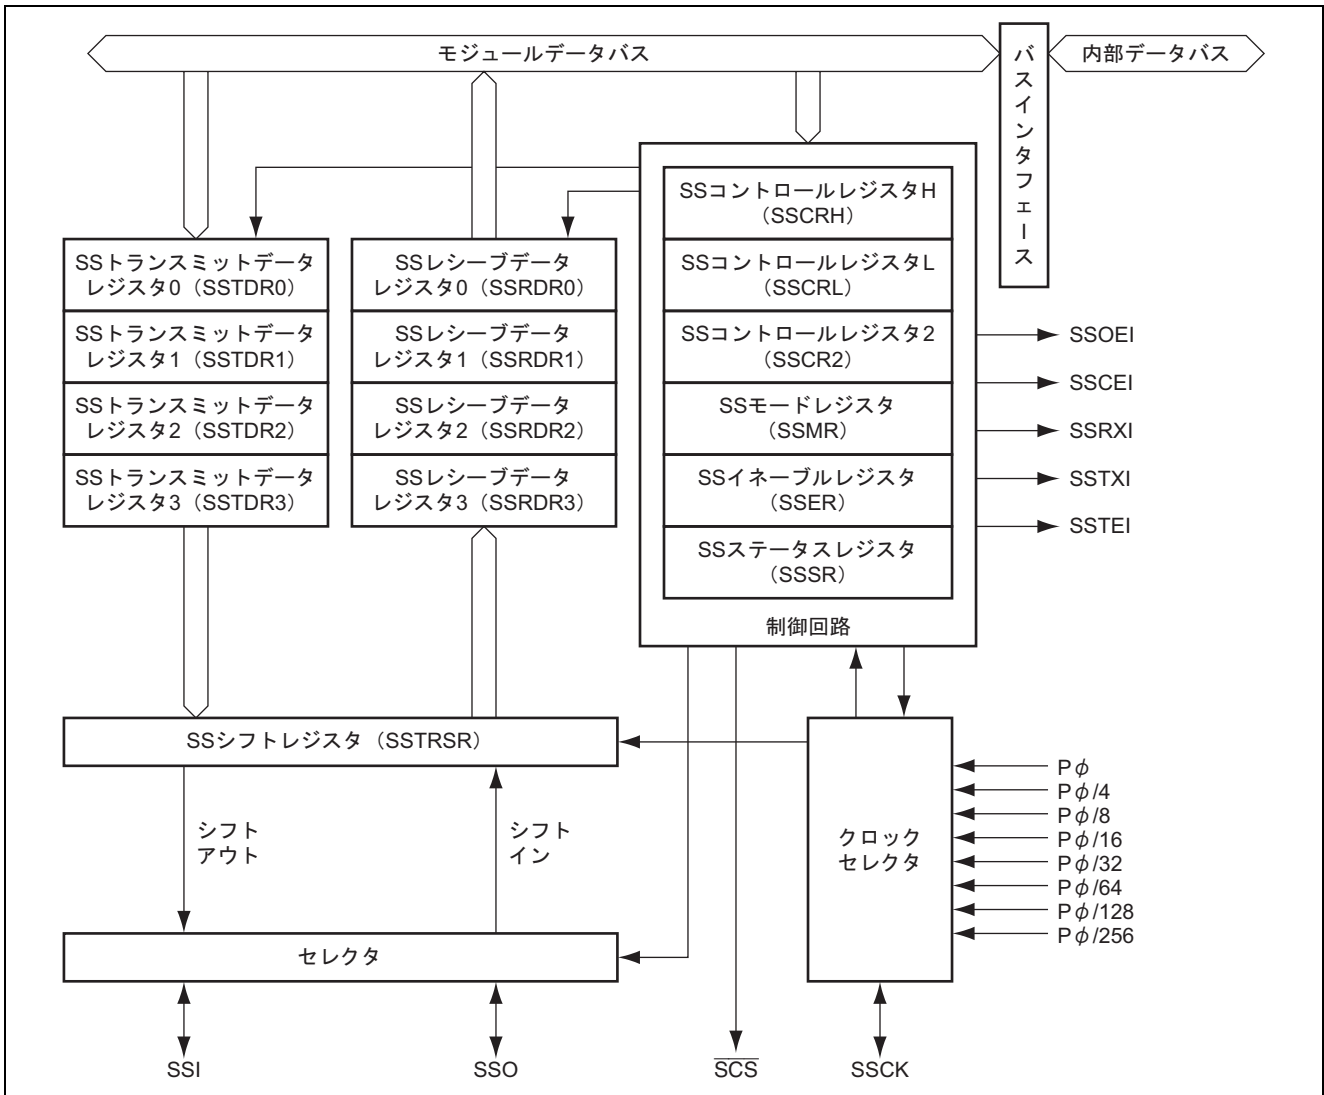 モジュールデータバス
バスインタフェース
内部データバス
SSトランスミットデータ
レジスタ0（SSTDR0）
SSトランスミットデータ
レジスタ1（SSTDR1）
SSトランスミットデータ
レジスタ2（SSTDR2）
SSトランスミットデータ
レジスタ3（SSTDR3）
SSレシーブデータ
レジスタ0（SSRDR0）
SSレシーブデータ
レジスタ1（SSRDR1）
SSレシーブデータ
レジスタ2（SSRDR2）
SSレシーブデータ
レジスタ3（SSRDR3）
SSコントロールレジスタH
（SSCRH）
SSコントロールレジスタL
（SSCRL）
SSコントロールレジスタ2
（SSCR2）
SSモードレジスタ
（SSMR）
SSイネーブルレジスタ
（SSER）
SSステータスレジスタ
（SSSR）
制御回路
SSOEI
SSCEI
SSRXI
SSTXI
SSTEI
SSシフトレジスタ（SSTRSR）
シフト
アウト
シフト
イン
セレクタ
クロック
セレクタ
Pφ
Pφ/4
Pφ/8
Pφ/16
Pφ/32
Pφ/64
Pφ/128
Pφ/256
SSI
SSO
S̅C̅S̅
SSCK